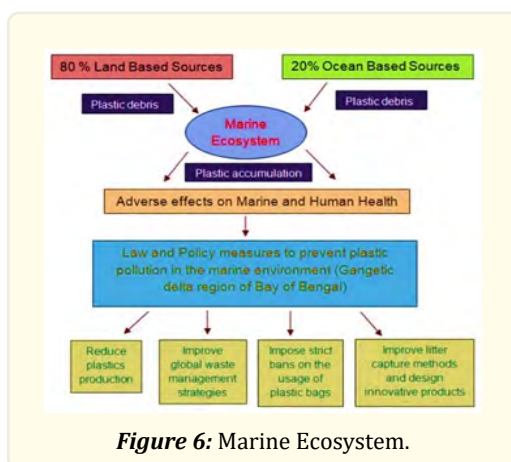 80 % Land Based Sources
20% Ocean Based Sources
Plastic debris
Plastic debris
Marine
Ecosystem
Plastic accumulation
Adverse effects on Marine and Human Health
Law and Policy measures to prevent plastic
pollution in the marine environment (Gangetic
delta region of Bay of Bengal)
Reduce
plastics
production
Improve
global waste
management
strategies
Impose strict
bans on the
usage of
plastic bags
Improve litter
capture methods
and design
innovative products
Figure 6: Marine Ecosystem.